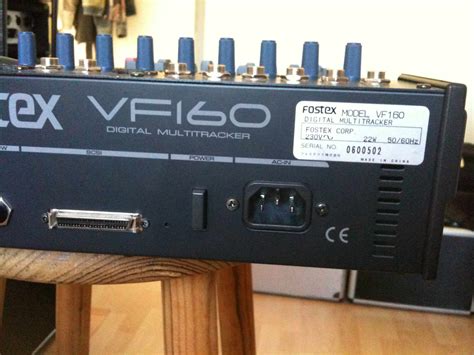 stex VF160
DIGITAL MULTITRACKER
SCSI
POWER
AC-IN
CE
Fostex MODEL VF160
DIGITAL MULTITRACKER
FOSTEX CORP.
230V 22W 50/60Hz
SERIAL NO. 0600502
MADE IN CHINA